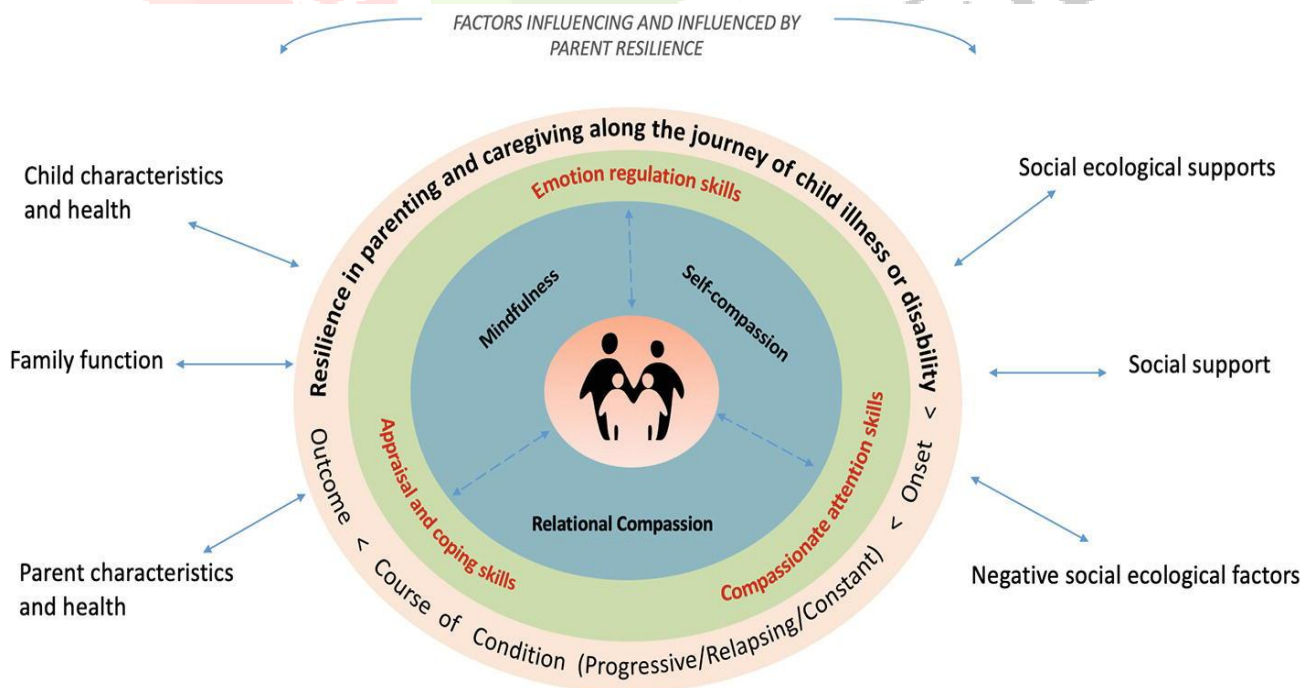 FACTORS INFLUENCING AND INFLUENCED BY
PARENT RESILIENCE
Resilience in parenting and caregiving along the journey of child illness or disability
Emotion regulation skills
Child characteristics
and health
Social ecological supports
Mindfulness
Self-compassion
Family function
Social support
Appraisal and coping skills
Compassionate attention skills
Relational Compassion
Outcome < Course of Condition (Progressive/Relapsing/Constant) < Onset <
Parent characteristics
and health
Negative social ecological factors